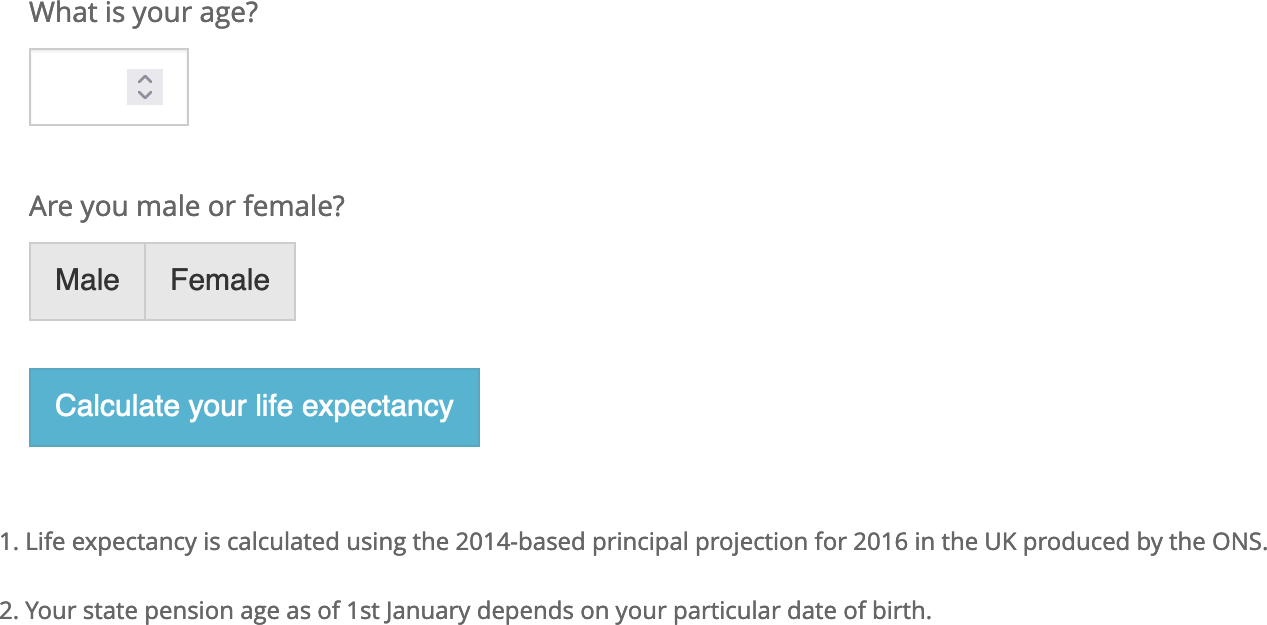 What is your age?
Are you male or female?
Male Female
Calculate your life expectancy
1. Life expectancy is calculated using the 2014-based principal projection for 2016 in the UK produced by the ONS.
2. Your state pension age as of 1st January depends on your particular date of birth.